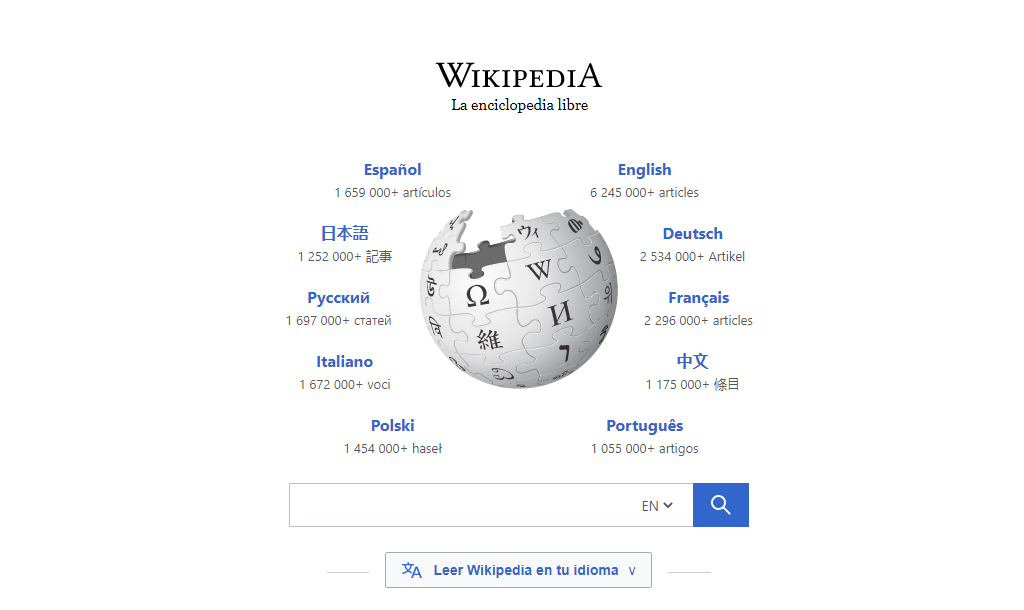 WIKIPEDIA
La enciclopedia libre
Español
1 659 000+ artículos
English
6 245 000+ articles
日本語
1 252 000+ 記事
Deutsch
2 534 000+ Artikel
Русский
1 697 000+ статей
Français
2 296 000+ articles
Italiano
1 672 000+ voci
中文
1 175 000+ 條目
Polski
1 454 000+ haseł
Português
1 055 000+ artigos
ウィ
W
Ω
И
維
EN
Leer Wikipedia en tu idioma